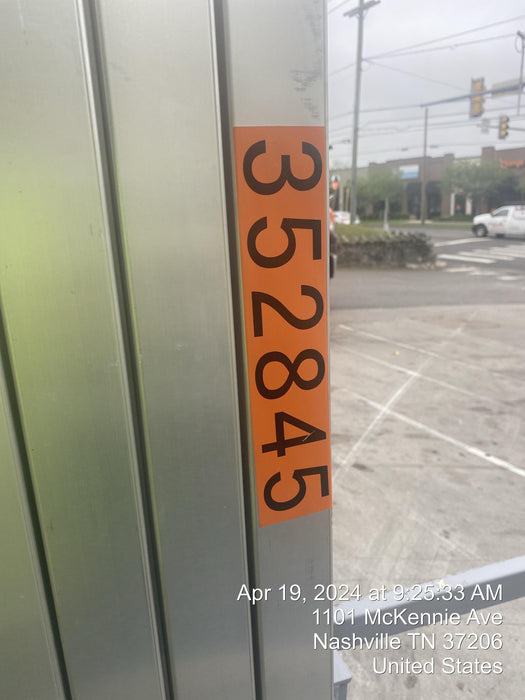 352845
Apr 19, 2024 at 9:25:33 AM
1101 McKennie Ave
Nashville TN 37206
United States